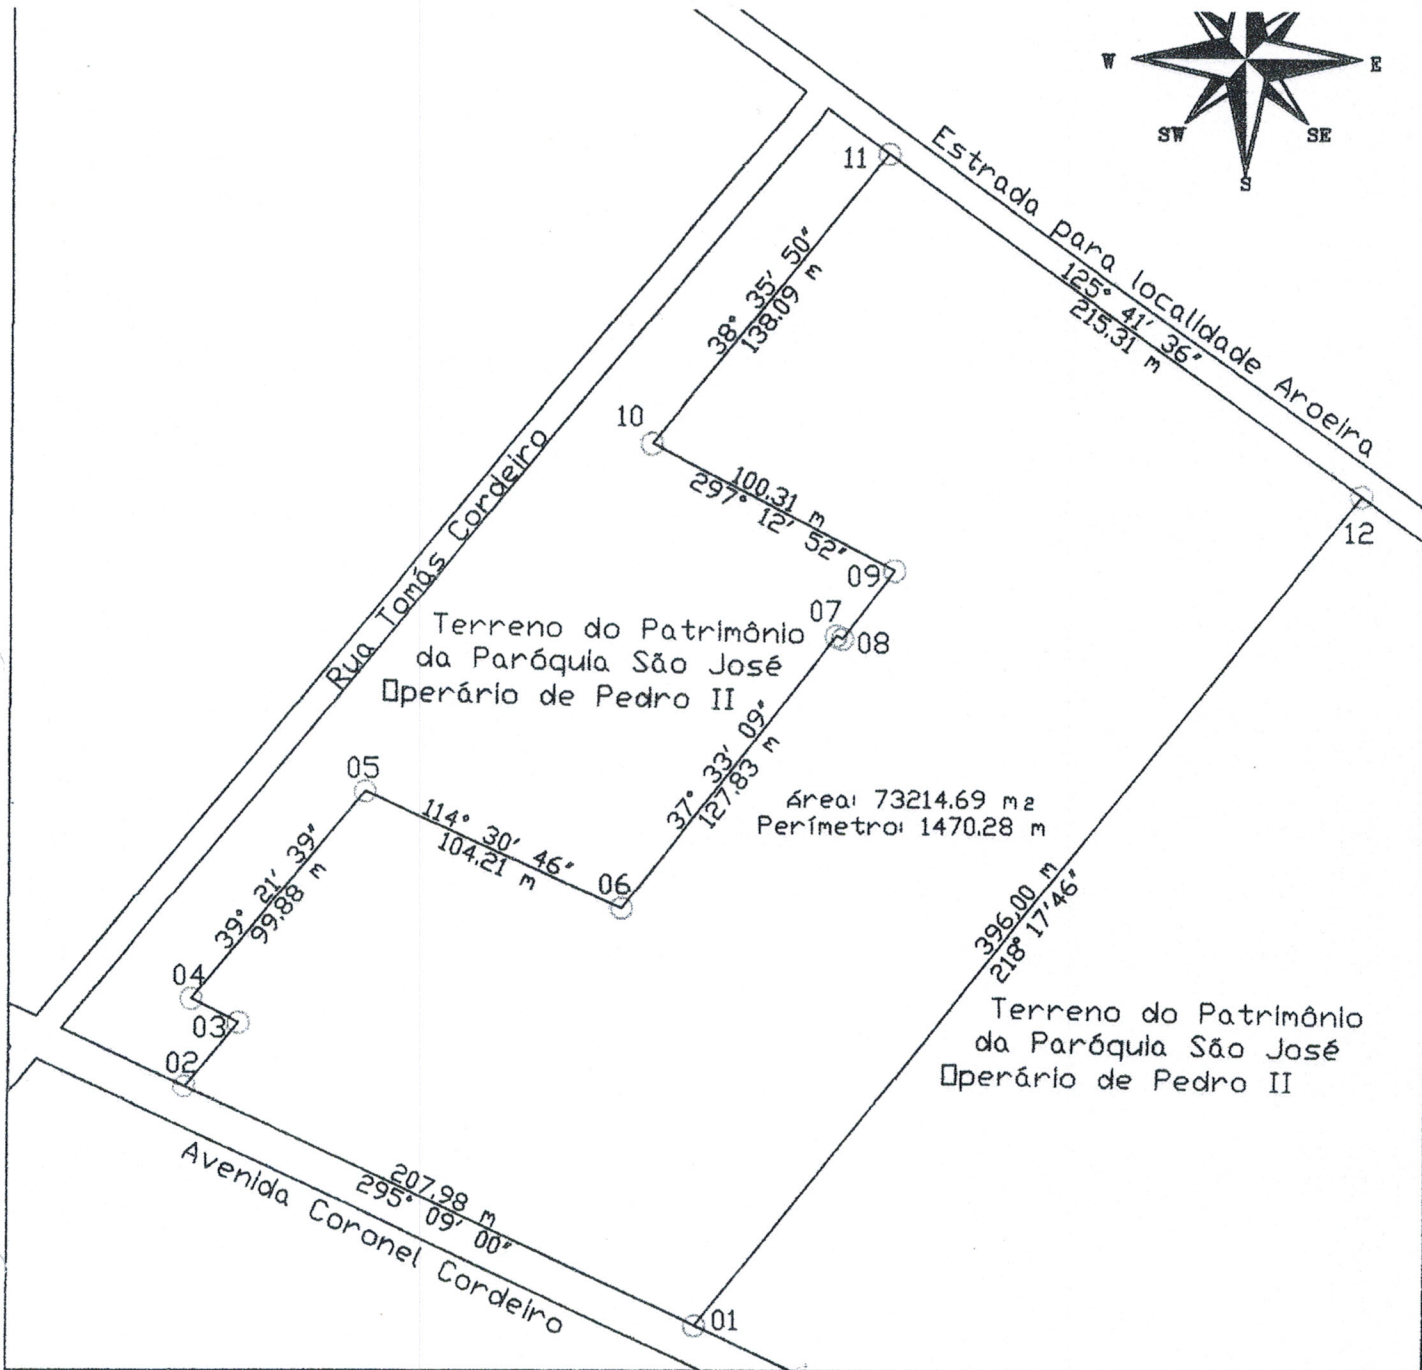 W
E
SW
SE
S
Estrada para localidade Aroeira
11
125° 41' 36"
215.31 m
38° 35' 50"
138.09 m
10
100.31 m
297° 12' 52"
12
09
07
08
Rua Tomás Cordeiro
Terreno do Patrimônio
da Paróquia São José
Operário de Pedro II
37° 33' 09"
127.83 m
05
114° 30' 46"
104.21 m
Área: 73214.69 m2
Perímetro: 1470.28 m
06
39° 21' 39"
99.88 m
396,00 m
218° 17'46"
04
03
02
Terreno do Patrimônio
da Paróquia São José
Operário de Pedro II
207.98 m
295° 09' 00"
Avenida Coronel Cordeiro
01